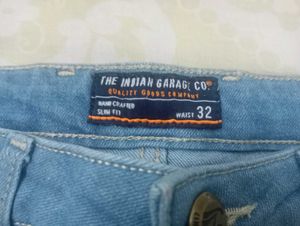 THE INDIAN GARAGE CO®
QUALITY GOODS COMPANY
HAND CRAFTED
SLIM FIT WAIST 32